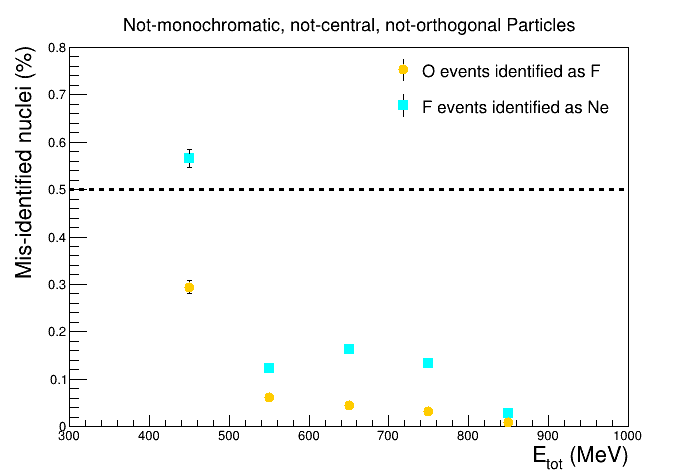 Not-monochromatic, not-central, not-orthogonal Particles
Mis-identified nuclei (%)
0.8
0.7
0.6
0.5
0.4
0.3
0.2
0.1
0
O events identified as F
F events identified as Ne
300 400 500 600 700 800 900 1000
E_tot (MeV)